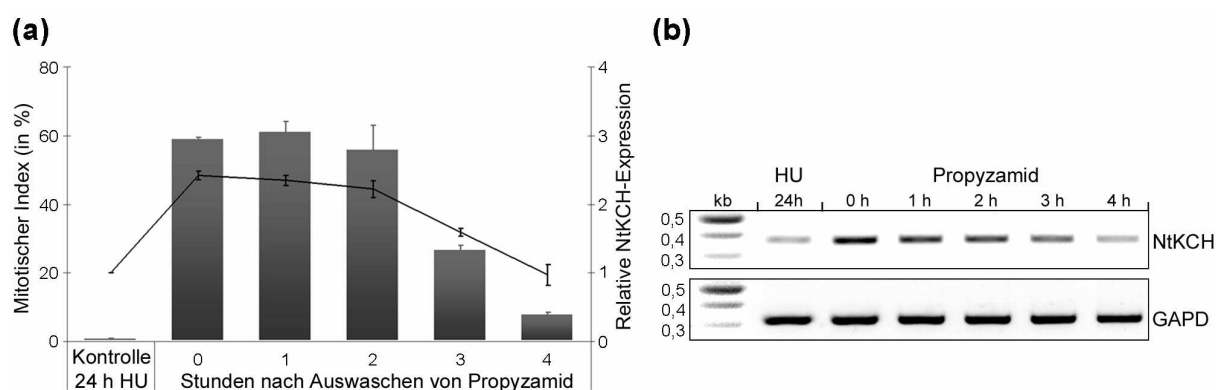 (a)
80
60
40
20
0
Mitotischer Index (in %)
4
3
2
1
0
Relative NtKCH-Expression
Kontrolle
24 h HU
0 1 2 3 4
Stunden nach Auswaschen von Propyzamid
(b)
HU Propyzamid
kb 24h 0 h 1 h 2 h 3 h 4 h
0,5
0,4
0,3
NtKCH
0,5
0,4
0,3
GAPD